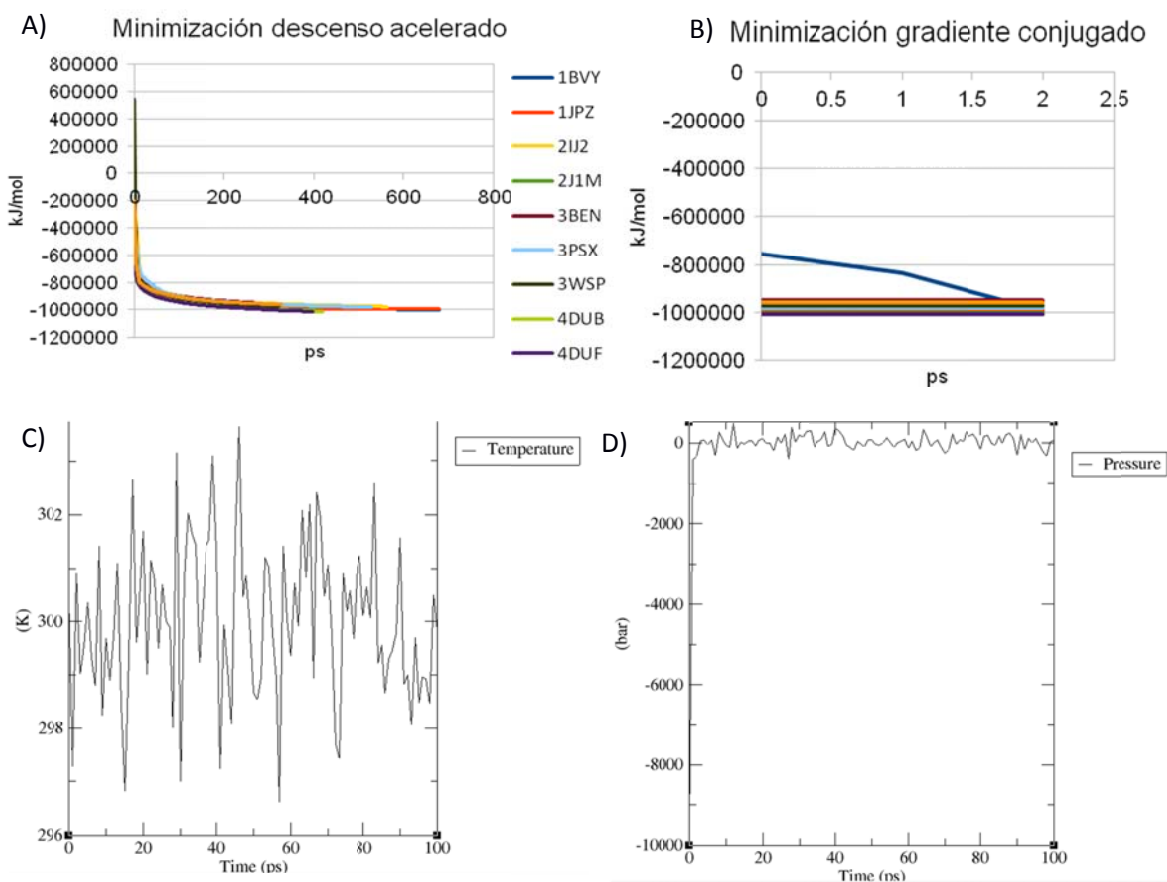 A)
Minimización descenso acelerado
800000
600000
400000
200000
0
-200000
-400000
-600000
-800000
-1000000
-1200000
0
200
400
600
800
kJ/mol
ps
1BVY
1JPZ
2IJ2
2J1M
3BEN
3PSX
3WSP
4DUB
4DUF
B)
Minimización gradiente conjugado
0
-200000
-400000
-600000
-800000
-1000000
-1200000
0
0.5
1
1.5
2
2.5
kJ/mol
ps
C)
Temperature
302
300
298
296
(K)
0
20
40
60
80
100
Time (ps)
D)
Pressure
0
-2000
-4000
-6000
-8000
-10000
(bar)
0
20
40
60
80
100
Time (ps)